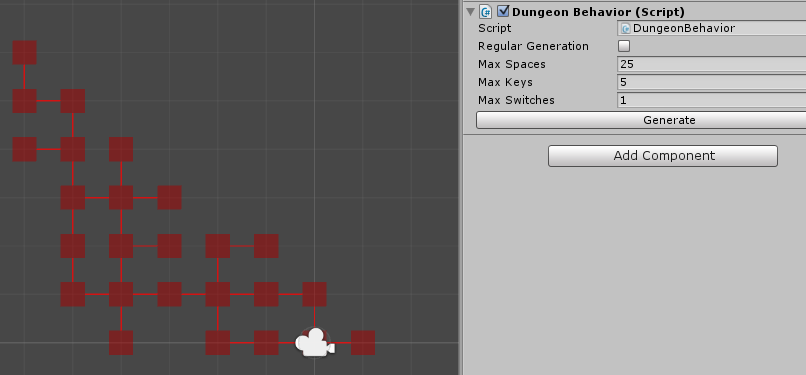 Dungeon Behavior (Script)
Script DungeonBehavior
Regular Generation
Max Spaces 25
Max Keys 5
Max Switches 1
Generate
Add Component